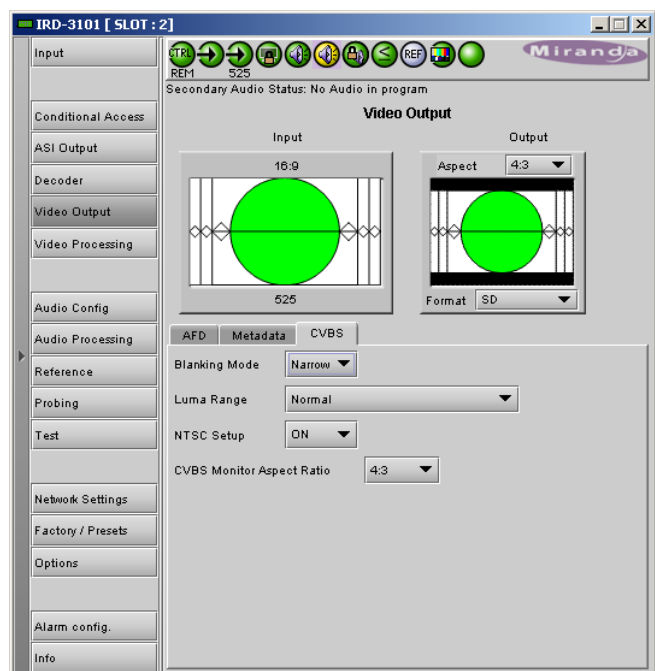 IRD-3101 [ SLOT : 2]
Input
Conditional Access
ASI Output
Decoder
Video Output
Video Processing
Audio Config
Audio Processing
Reference
Probing
Test
Network Settings
Factory / Presets
Options
Alarm config.
Info
CTRL
REF
Miranda
REM
525
Secondary Audio Status: No Audio in program
Video Output
Input
Output
16:9
525
Aspect
4:3
Format
SD
AFD
Metadata
CVBS
Blanking Mode
Narrow
Luma Range
Normal
NTSC Setup
ON
CVBS Monitor Aspect Ratio
4:3